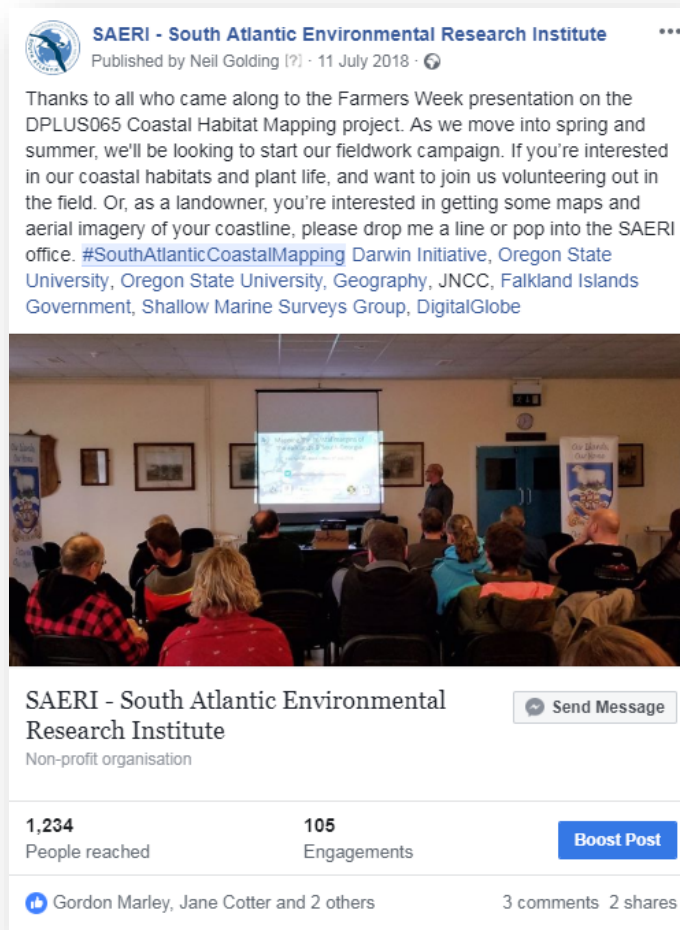 SAERI - South Atlantic Environmental Research Institute
Published by Neil Golding [?] · 11 July 2018 ·
Thanks to all who came along to the Farmers Week presentation on the
DPLUS065 Coastal Habitat Mapping project. As we move into spring and
summer, we'll be looking to start our fieldwork campaign. If you're interested
in our coastal habitats and plant life, and want to join us volunteering out in
the field. Or, as a landowner, you're interested in getting some maps and
aerial imagery of your coastline, please drop me a line or pop into the SAERI
office. #SouthAtlanticCoastalMapping Darwin Initiative, Oregon State
University, Oregon State University, Geography, JNCC, Falkland Islands
Government, Shallow Marine Surveys Group, DigitalGlobe
Our Islands,
Our Home
SAERI - South Atlantic Environmental
Research Institute
Send Message
Non-profit organisation
1,234
People reached
105
Engagements
Boost Post
Gordon Marley, Jane Cotter and 2 others
3 comments 2 shares